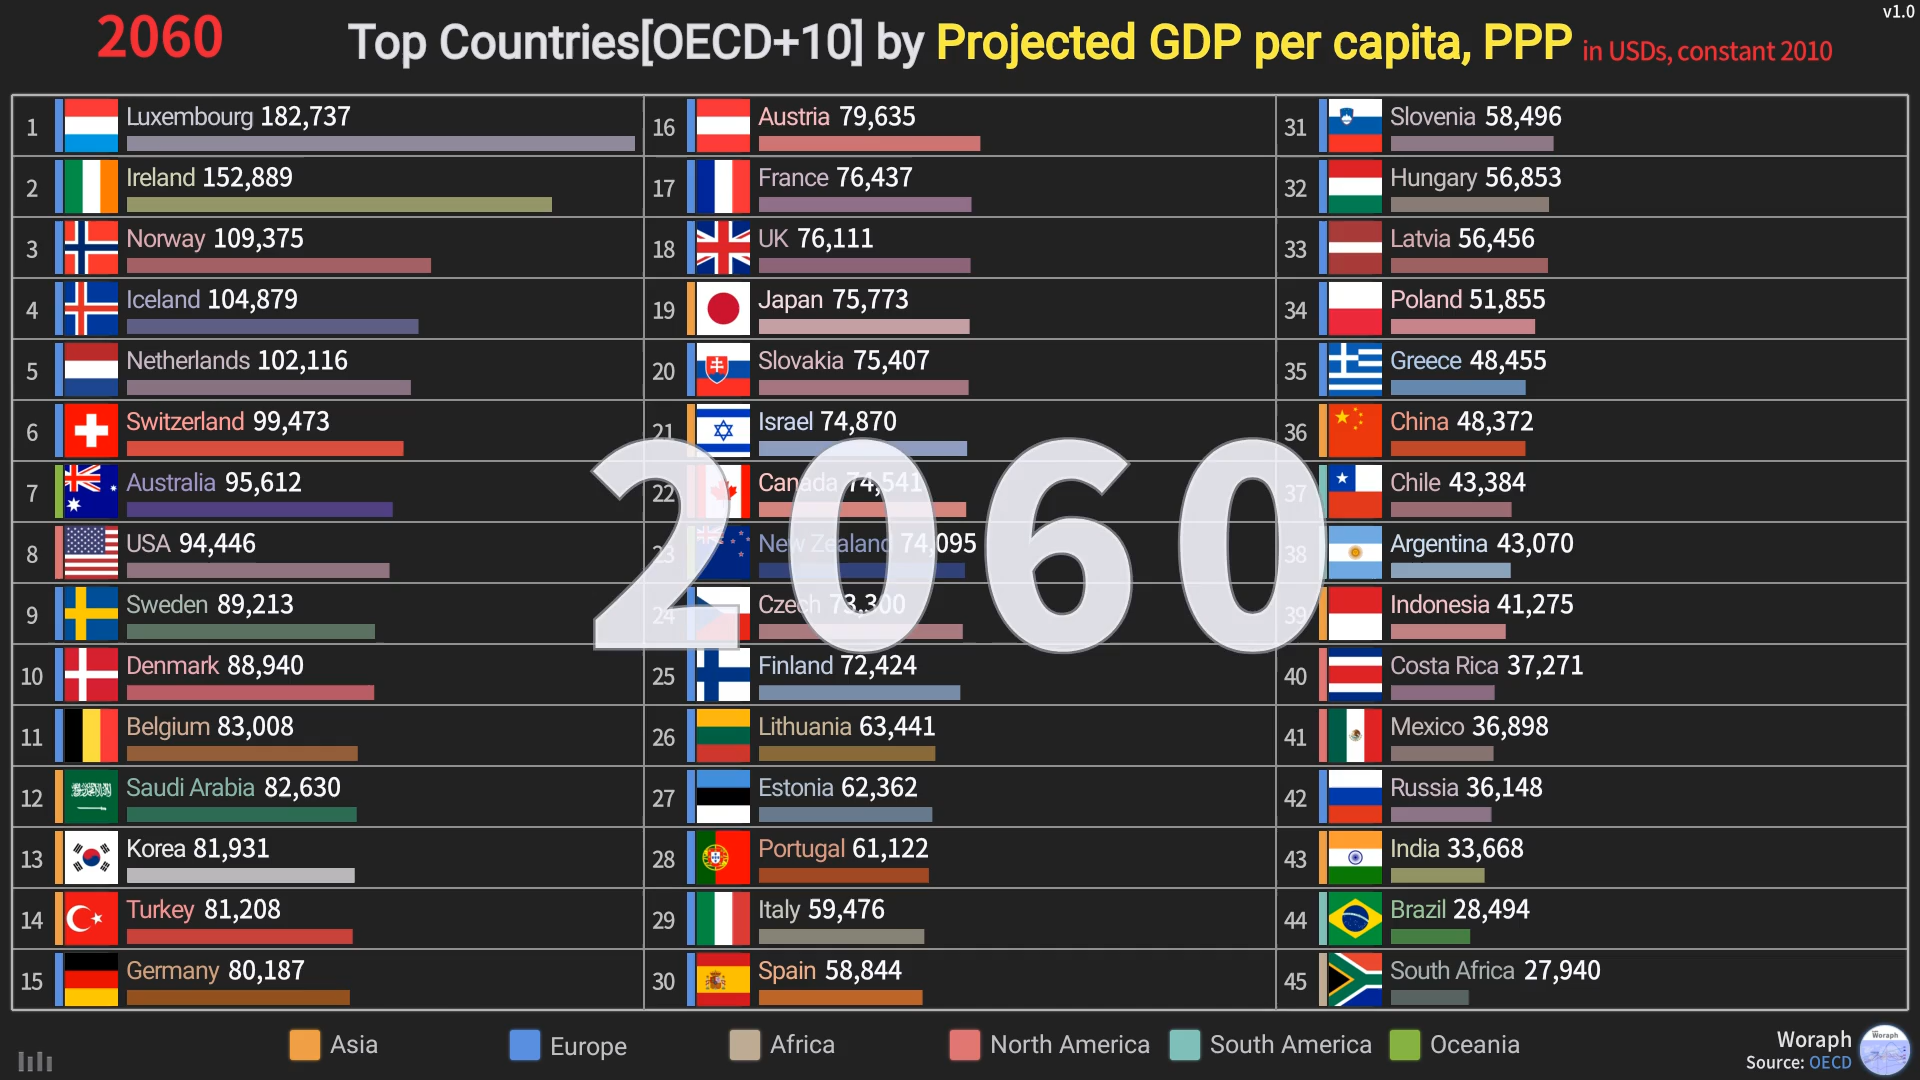 v1.0
2060
Top Countries[OECD+10] by Projected GDP per capita, PPP in USDs, constant 2010
1 Luxembourg 182,737
2 Ireland 152,889
3 Norway 109,375
4 Iceland 104,879
5 Netherlands 102,116
6 Switzerland 99,473
7 Australia 95,612
8 USA 94,446
9 Sweden 89,213
10 Denmark 88,940
11 Belgium 83,008
12 Saudi Arabia 82,630
13 Korea 81,931
14 Turkey 81,208
15 Germany 80,187
16 Austria 79,635
17 France 76,437
18 UK 76,111
19 Japan 75,773
20 Slovakia 75,407
21 Israel 74,870
22 Canada 74,541
23 New Zealand 74,095
24 Czech 73,300
25 Finland 72,424
26 Lithuania 63,441
27 Estonia 62,362
28 Portugal 61,122
29 Italy 59,476
30 Spain 58,844
31 Slovenia 58,496
32 Hungary 56,853
33 Latvia 56,456
34 Poland 51,855
35 Greece 48,455
36 China 48,372
37 Chile 43,384
38 Argentina 43,070
39 Indonesia 41,275
40 Costa Rica 37,271
41 Mexico 36,898
42 Russia 36,148
43 India 33,668
44 Brazil 28,494
45 South Africa 27,940
2060
Asia
Europe
Africa
North America
South America
Oceania
Woraph
Source: OECD
Woraph